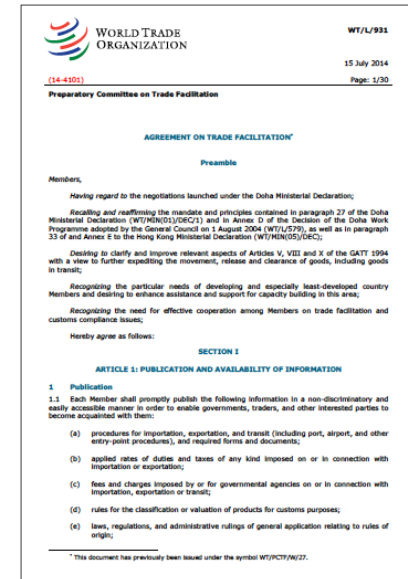 WORLD TRADE
ORGANIZATION
WT/L/931
15 July 2014
(14-4101)
Page: 1/30
Preparatory Committee on Trade Facilitation
AGREEMENT ON TRADE FACILITATION*
Preamble
Members,
Having regard to the negotiations launched under the Doha Ministerial Declaration;
Recalling and reaffirming the mandate and principles contained in paragraph 27 of the Doha
Ministerial Declaration (WT/MIN(01)/DEC/1) and in Annex D of the Decision of the Doha Work
Programme adopted by the General Council on 1 August 2004 (WT/L/579), as well as in paragraph
33 of and Annex E to the Hong Kong Ministerial Declaration (WT/MIN(05)/DEC);
Desiring to clarify and improve relevant aspects of Articles V, VIII and X of the GATT 1994
with a view to further expediting the movement, release and clearance of goods, including goods
in transit;
Recognizing the particular needs of developing and especially least-developed country
Members and desiring to enhance assistance and support for capacity building in this area;
Recognizing the need for effective cooperation among Members on trade facilitation and
customs compliance issues;
Hereby agree as follows:
SECTION I
ARTICLE 1: PUBLICATION AND AVAILABILITY OF INFORMATION
1 Publication
1.1 Each Member shall promptly publish the following information in a non-discriminatory and
easily accessible manner in order to enable governments, traders, and other interested parties to
become acquainted with them:
(a) procedures for importation, exportation, and transit (including port, airport, and other
entry-point procedures), and required forms and documents;
(b) applied rates of duties and taxes of any kind imposed on or in connection with
importation or exportation;
(c) fees and charges imposed by or for governmental agencies on or in connection with
importation, exportation or transit;
(d) rules for the classification or valuation of products for customs purposes;
(e) laws, regulations, and administrative rulings of general application relating to rules of
origin;
* This document has previously been issued under the symbol WT/PCTF/W/27.